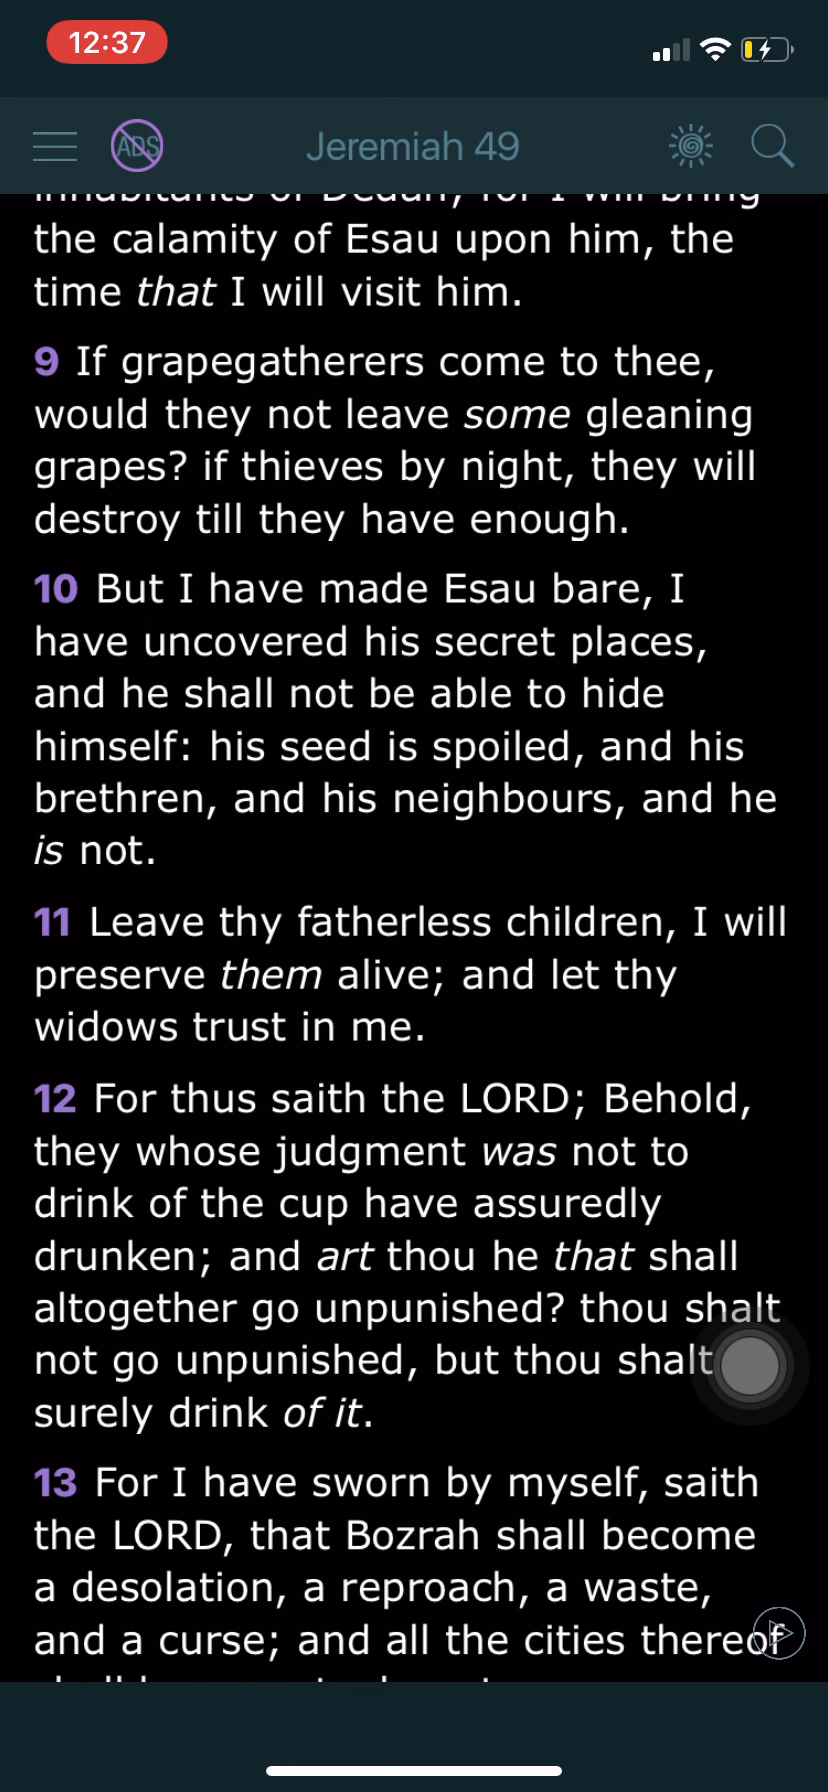 12:37
ADS
Jeremiah 49
inhabitants of Dedan; for I will bring
the calamity of Esau upon him, the
time that I will visit him.
9 If grapegatherers come to thee,
would they not leave some gleaning
grapes? if thieves by night, they will
destroy till they have enough.
10 But I have made Esau bare, I
have uncovered his secret places,
and he shall not be able to hide
himself: his seed is spoiled, and his
brethren, and his neighbours, and he
is not.
11 Leave thy fatherless children, I will
preserve them alive; and let thy
widows trust in me.
12 For thus saith the LORD; Behold,
they whose judgment was not to
drink of the cup have assuredly
drunken; and art thou he that shall
altogether go unpunished? thou shalt
not go unpunished, but thou shalt
surely drink of it.
13 For I have sworn by myself, saith
the LORD, that Bozrah shall become
a desolation, a reproach, a waste,
and a curse; and all the cities thereof